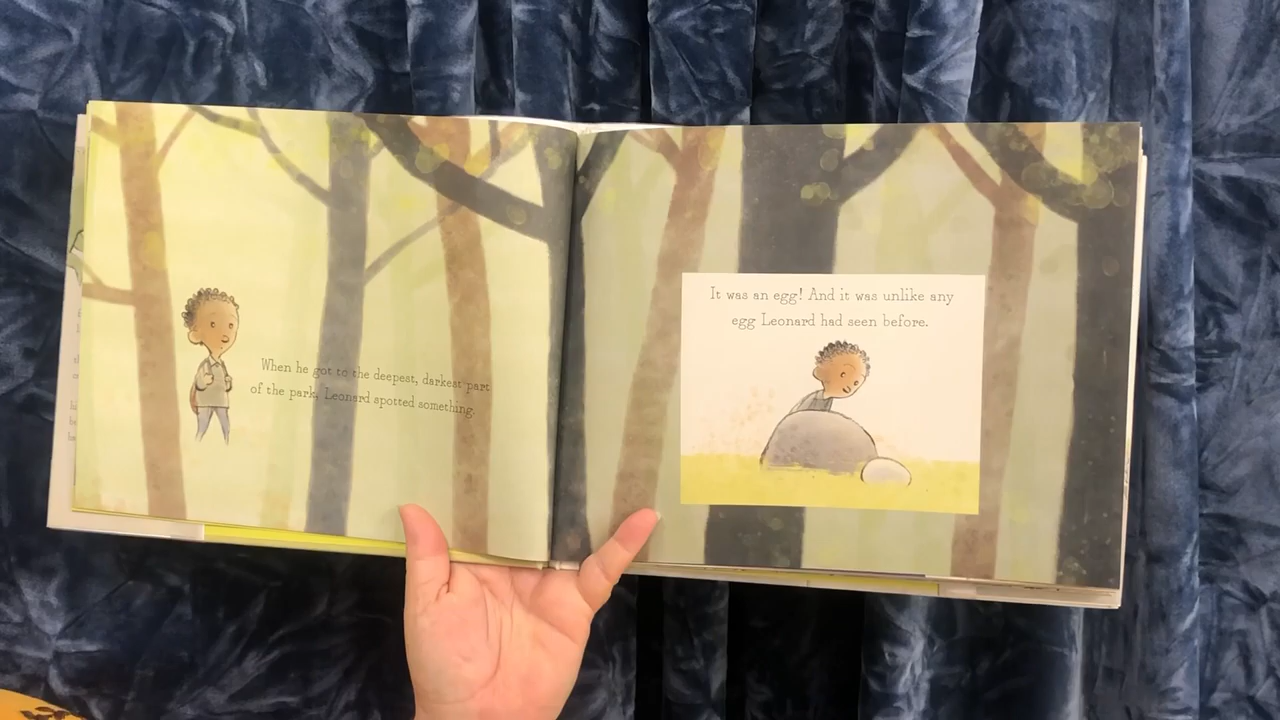 When he got to the deepest, darkest part
of the park, Leonard spotted something.
It was an egg! And it was unlike any
egg Leonard had seen before.